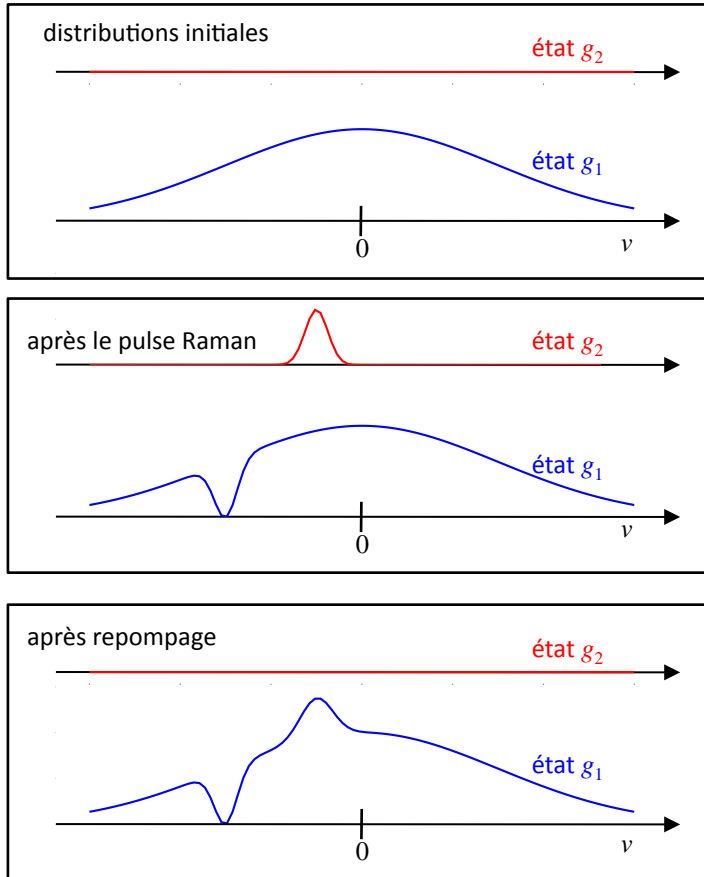 distributions initiales
état g₂
état g₁
0
v
après le pulse Raman
état g₂
état g₁
0
v
après repompage
état g₂
état g₁
0
v